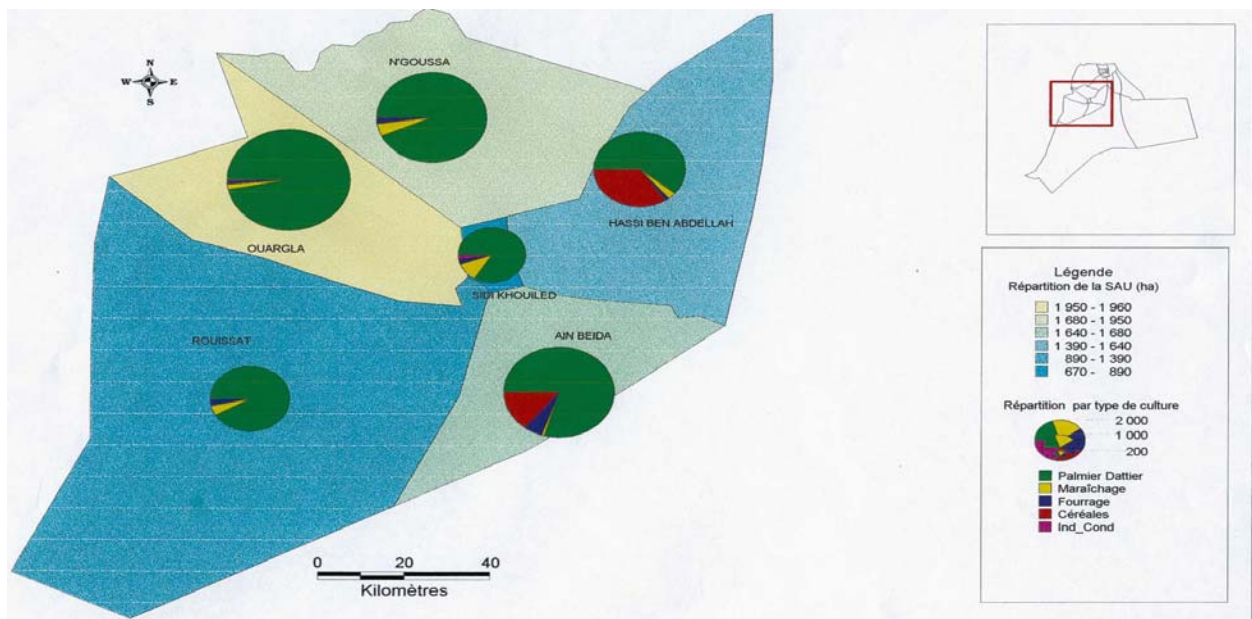 N'GOUSSA
N
W E
S
HASSI BEN ABDELLAH
OUARGLA
SIDI KHOUILED
AIN BEIDA
ROUISSAT
0 20 40
Kilomètres
Légende
Répartition de la SAU (ha)
1 950 - 1 960
1 680 - 1 950
1 640 - 1 680
1 390 - 1 640
890 - 1 390
670 - 890
Répartition par type de culture
2 000
1 000
200
Palmier Dattier
Maraîchage
Fourrage
Céréales
Ind_Cond